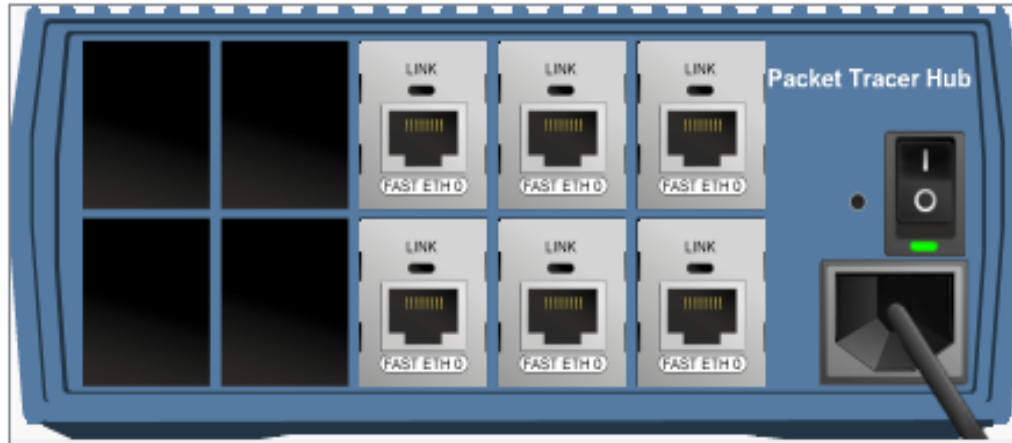 LINK LINK LINK
Packet Tracer Hub
FAST ETH 0 FAST ETH 0 FAST ETH 0
I
O
LINK LINK LINK
FAST ETH 0 FAST ETH 0 FAST ETH 0